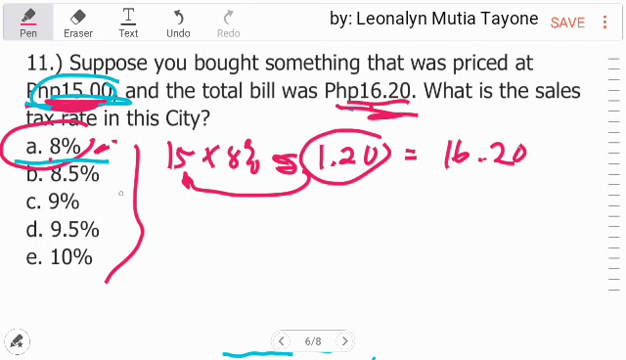 by: Leonalyn Mutia Tayone
SAVE
Pen Eraser Text Undo Redo
11.) Suppose you bought something that was priced at
Php15.00, and the total bill was Php16.20. What is the sales
tax rate in this City?
a. 8%
15 x 8% = 1.20 = 16.20
b. 8.5%
c. 9%
d. 9.5%
e. 10%
6/8